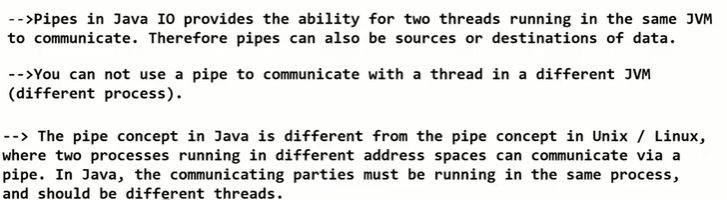 -->Pipes in Java IO provides the ability for two threads running in the same JVM
to communicate. Therefore pipes can also be sources or destinations of data.
-->You can not use a pipe to communicate with a thread in a different JVM
(different process).
--> The pipe concept in Java is different from the pipe concept in Unix / Linux,
where two processes running in different address spaces can communicate via a
pipe. In Java, the communicating parties must be running in the same process,
and should be different threads.